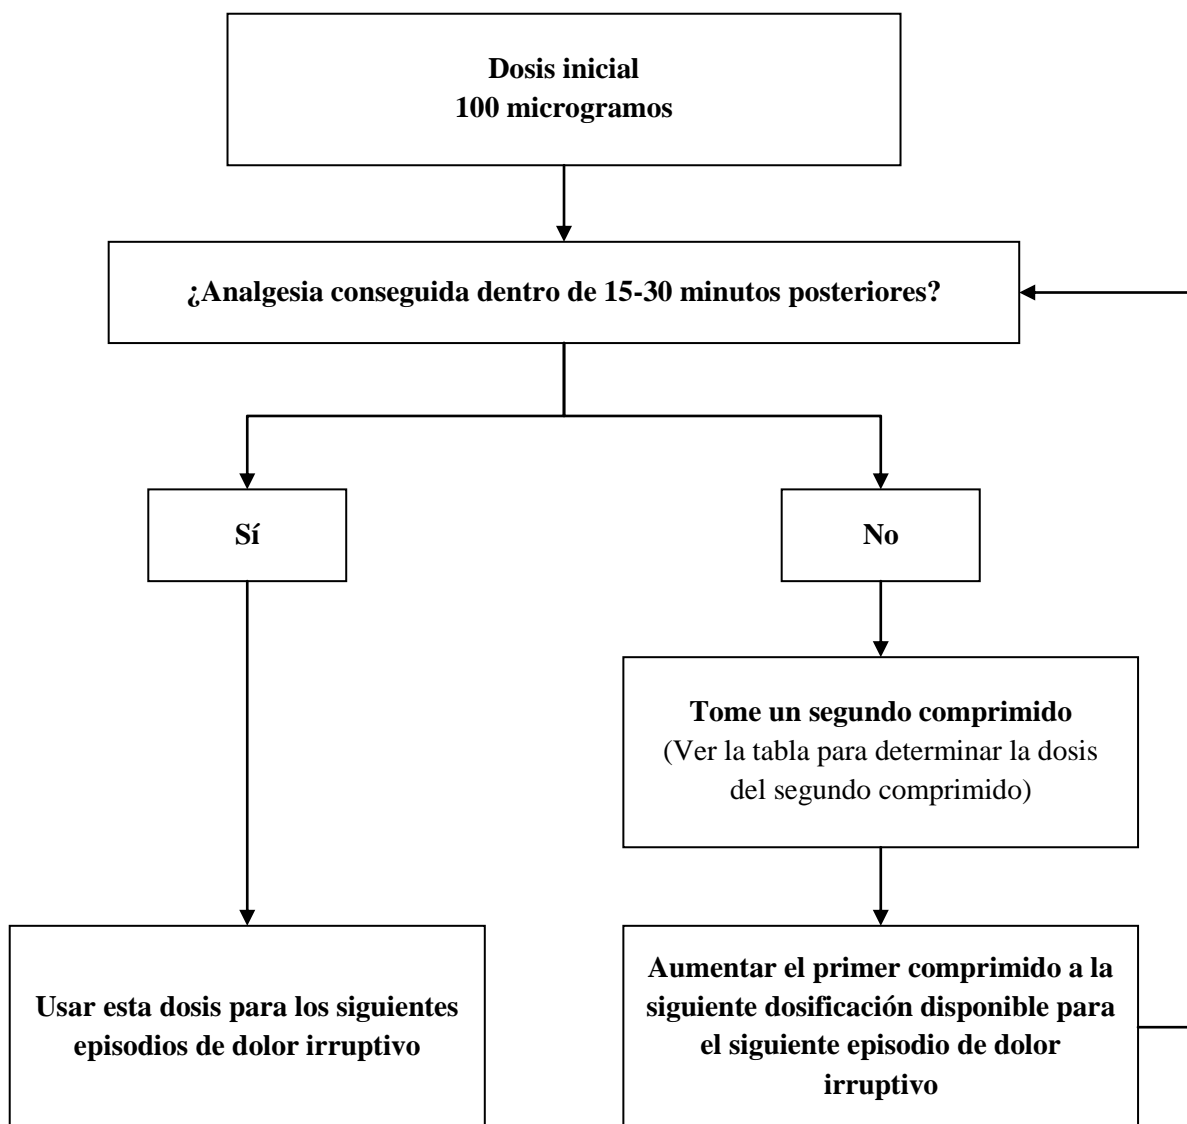 Dosis inicial
100 microgramos
¿Analgesia conseguida dentro de 15-30 minutos posteriores?
Sí
No
Tome un segundo comprimido
(Ver la tabla para determinar la dosis
del segundo comprimido)
Usar esta dosis para los siguientes
episodios de dolor irruptivo
Aumentar el primer comprimido a la
siguiente dosificación disponible para
el siguiente episodio de dolor
irruptivo